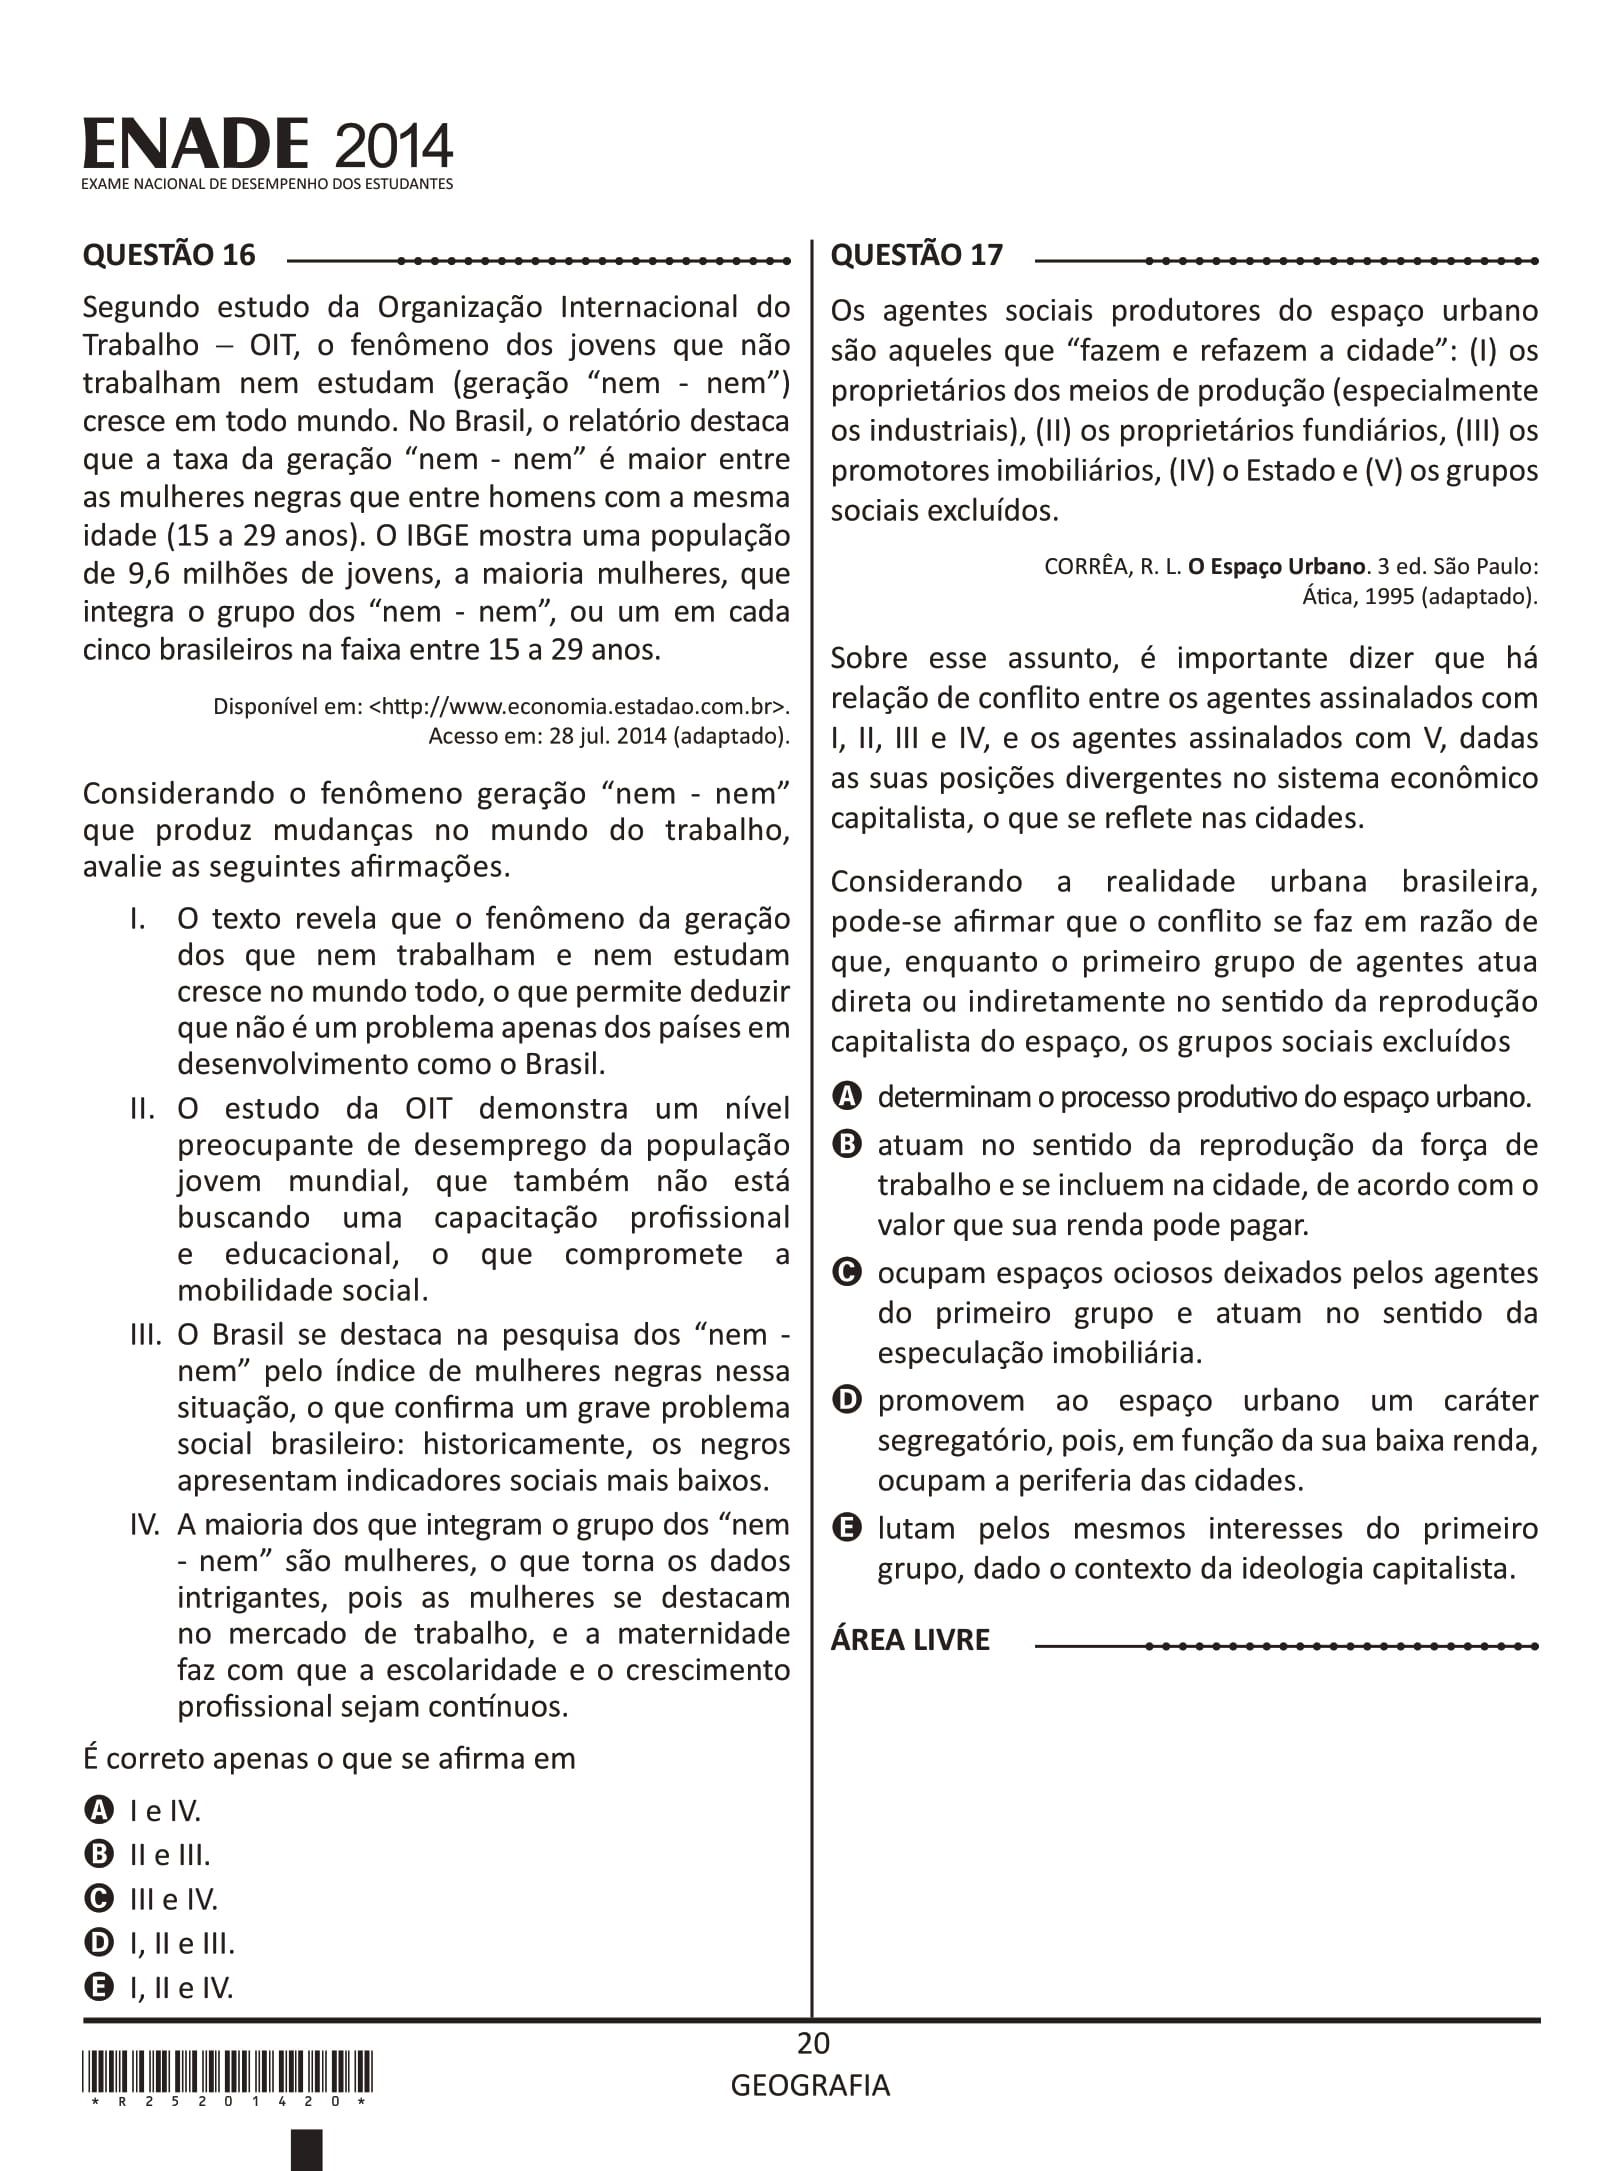 ENADE 2014
EXAME NACIONAL DE DESEMPENHO DOS ESTUDANTES
QUESTÃO 16
Segundo estudo da Organização Internacional do
Trabalho – OIT, o fenômeno dos jovens que não
trabalham nem estudam (geração “nem - nem”)
cresce em todo mundo. No Brasil, o relatório destaca
que a taxa da geração “nem - nem” é maior entre
as mulheres negras que entre homens com a mesma
idade (15 a 29 anos). O IBGE mostra uma população
de 9,6 milhões de jovens, a maioria mulheres, que
integra o grupo dos “nem - nem”, ou um em cada
cinco brasileiros na faixa entre 15 a 29 anos.
Disponível em: <http://www.economia.estadao.com.br>.
Acesso em: 28 jul. 2014 (adaptado).
Considerando o fenômeno geração “nem - nem”
que produz mudanças no mundo do trabalho,
avalie as seguintes afirmações.
I. O texto revela que o fenômeno da geração
dos que nem trabalham e nem estudam
cresce no mundo todo, o que permite deduzir
que não é um problema apenas dos países em
desenvolvimento como o Brasil.
II. O estudo da OIT demonstra um nível
preocupante de desemprego da população
jovem mundial, que também não está
buscando uma capacitação profissional
e educacional, o que compromete a
mobilidade social.
III. O Brasil se destaca na pesquisa dos “nem -
nem” pelo índice de mulheres negras nessa
situação, o que confirma um grave problema
social brasileiro: historicamente, os negros
apresentam indicadores sociais mais baixos.
IV. A maioria dos que integram o grupo dos “nem
- nem” são mulheres, o que torna os dados
intrigantes, pois as mulheres se destacam
no mercado de trabalho, e a maternidade
faz com que a escolaridade e o crescimento
profissional sejam contínuos.
É correto apenas o que se afirma em
A I e IV.
B II e III.
C III e IV.
D I, II e III.
E I, II e IV.
QUESTÃO 17
Os agentes sociais produtores do espaço urbano
são aqueles que “fazem e refazem a cidade”: (I) os
proprietários dos meios de produção (especialmente
os industriais), (II) os proprietários fundiários, (III) os
promotores imobiliários, (IV) o Estado e (V) os grupos
sociais excluídos.
CORRÊA, R. L. O Espaço Urbano. 3 ed. São Paulo:
Ática, 1995 (adaptado).
Sobre esse assunto, é importante dizer que há
relação de conflito entre os agentes assinalados com
I, II, III e IV, e os agentes assinalados com V, dadas
as suas posições divergentes no sistema econômico
capitalista, o que se reflete nas cidades.
Considerando a realidade urbana brasileira,
pode-se afirmar que o conflito se faz em razão de
que, enquanto o primeiro grupo de agentes atua
direta ou indiretamente no sentido da reprodução
capitalista do espaço, os grupos sociais excluídos
A determinam o processo produtivo do espaço urbano.
B atuam no sentido da reprodução da força de
trabalho e se incluem na cidade, de acordo com o
valor que sua renda pode pagar.
C ocupam espaços ociosos deixados pelos agentes
do primeiro grupo e atuam no sentido da
especulação imobiliária.
D promovem ao espaço urbano um caráter
segregatório, pois, em função da sua baixa renda,
ocupam a periferia das cidades.
E lutam pelos mesmos interesses do primeiro
grupo, dado o contexto da ideologia capitalista.
ÁREA LIVRE
20
GEOGRAFIA
* R 2 5 2 0 1 4 2 0 *